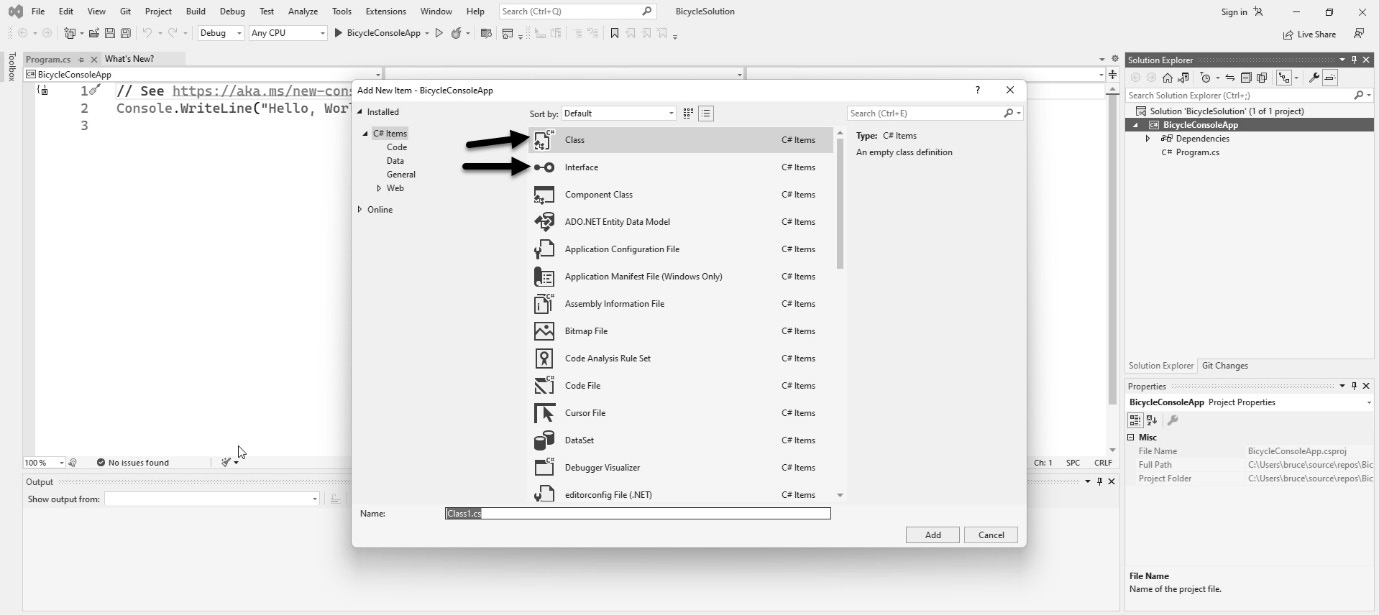 File Edit View Git Project Build Debug Test Analyze Tools Extensions Window Help Search (Ctrl+Q) BicycleSolution Sign in
Debug Any CPU BicycleConsoleApp Live Share
Toolbox
Program.cs What's New?
BicycleConsoleApp
1 // See https://aka.ms/new-cons
2 Console.WriteLine("Hello, Worl
3
100 % No issues found Ch: 1 SPC CRLF
Output
Show output from:
Add New Item - BicycleConsoleApp ?
Installed
C# Items
Code
Data
General
Web
Online
Sort by: Default
Search (Ctrl+E)
Class C# Items
Interface C# Items
Component Class C# Items
ADO.NET Entity Data Model C# Items
Application Configuration File C# Items
Application Manifest File (Windows Only) C# Items
Assembly Information File C# Items
Bitmap File C# Items
Code Analysis Rule Set C# Items
Code File C# Items
Cursor File C# Items
DataSet C# Items
Debugger Visualizer C# Items
editorconfig File (.NET) C# Items
Type: C# Items
An empty class definition
Name: Class1.cs
Add Cancel
Solution Explorer
Search Solution Explorer (Ctrl+;)
Solution 'BicycleSolution' (1 of 1 project)
BicycleConsoleApp
Dependencies
C# Program.cs
Solution Explorer Git Changes
Properties
BicycleConsoleApp Project Properties
Misc
File Name BicycleConsoleApp.csproj
Full Path C:\Users\bruce\source\repos\Bic
Project Folder C:\Users\bruce\source\repos\Bic
File Name
Name of the project file.